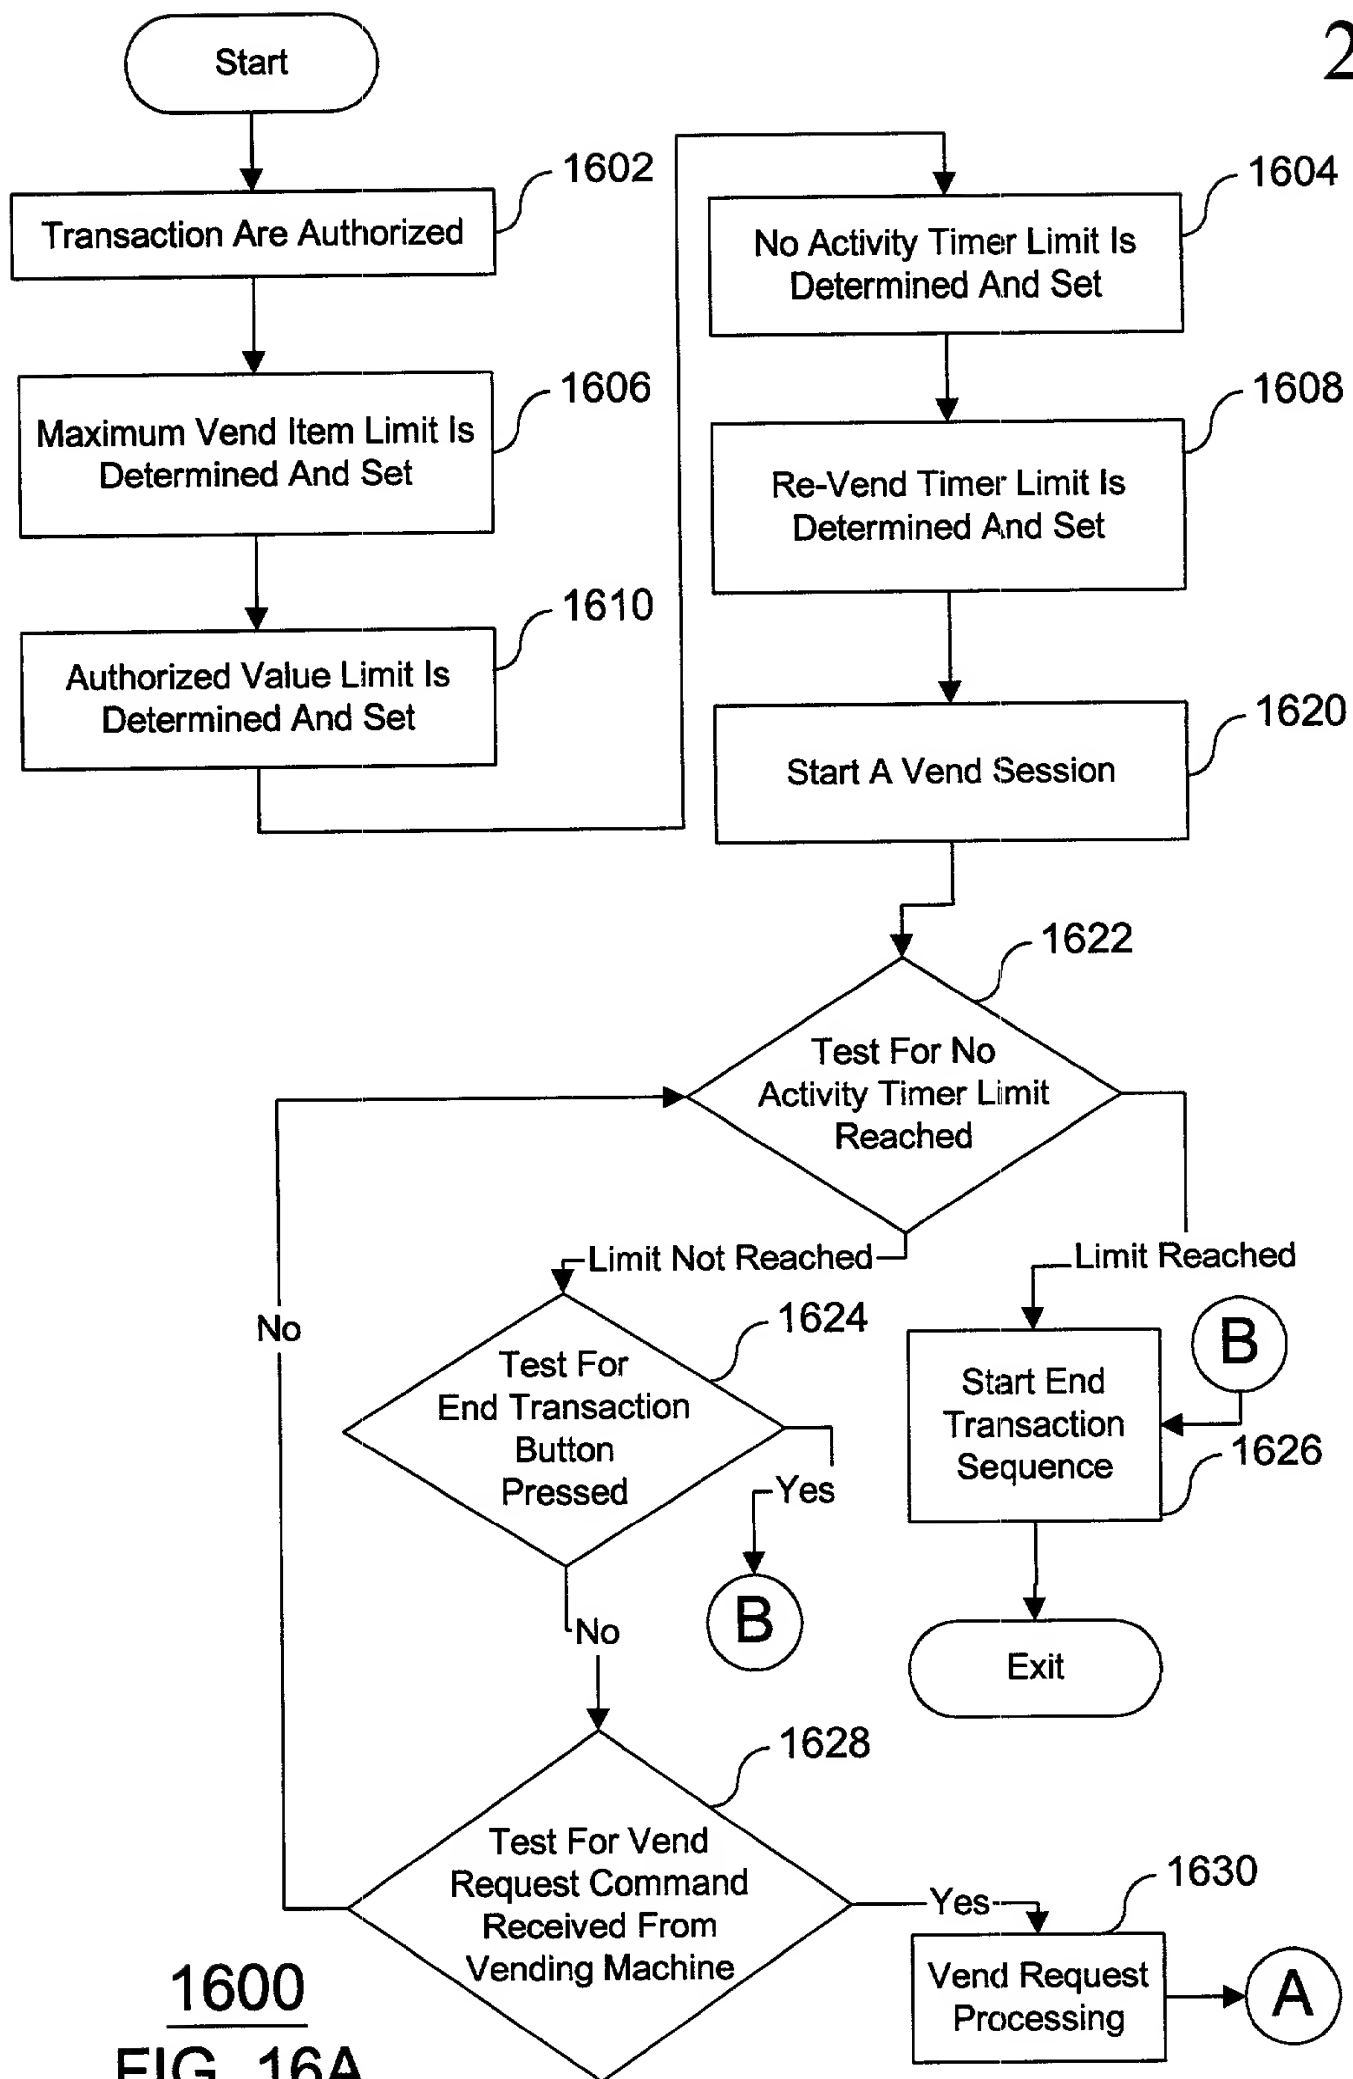 2
Start
1602
Transaction Are Authorized
1606
Maximum Vend Item Limit Is
Determined And Set
1610
Authorized Value Limit Is
Determined And Set
1604
No Activity Timer Limit Is
Determined And Set
1608
Re-Vend Timer Limit Is
Determined And Set
1620
Start A Vend Session
1622
Test For No
Activity Timer Limit
Reached
Limit Not Reached
Limit Reached
No
1624
Test For
End Transaction
Button
Pressed
Yes
B
B
Start End
Transaction
Sequence
1626
Exit
No
1628
Test For Vend
Request Command
Received From
Vending Machine
Yes
1630
Vend Request
Processing
A
1600
FIG. 16A